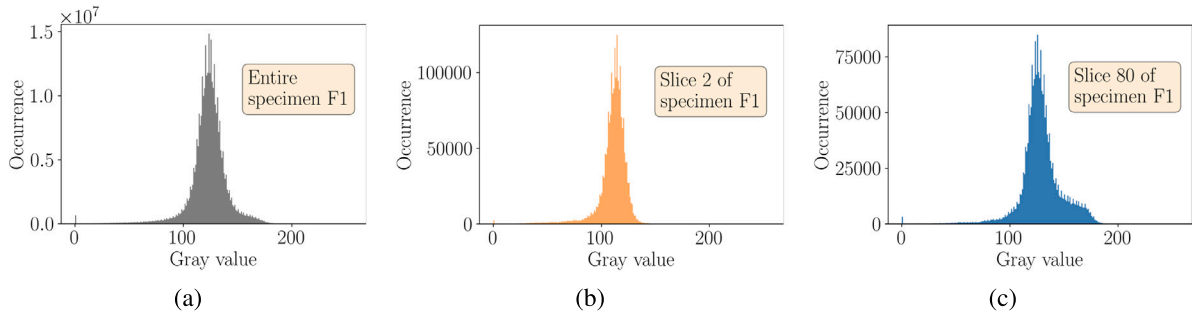 ×10⁷
1.5
1.0
0.5
0.0
Occurrence
Entire
specimen F1
0 100 200
Gray value
(a)
100000
50000
0
Occurrence
Slice 2 of
specimen F1
0 100 200
Gray value
(b)
75000
50000
25000
0
Occurrence
Slice 80 of
specimen F1
0 100 200
Gray value
(c)